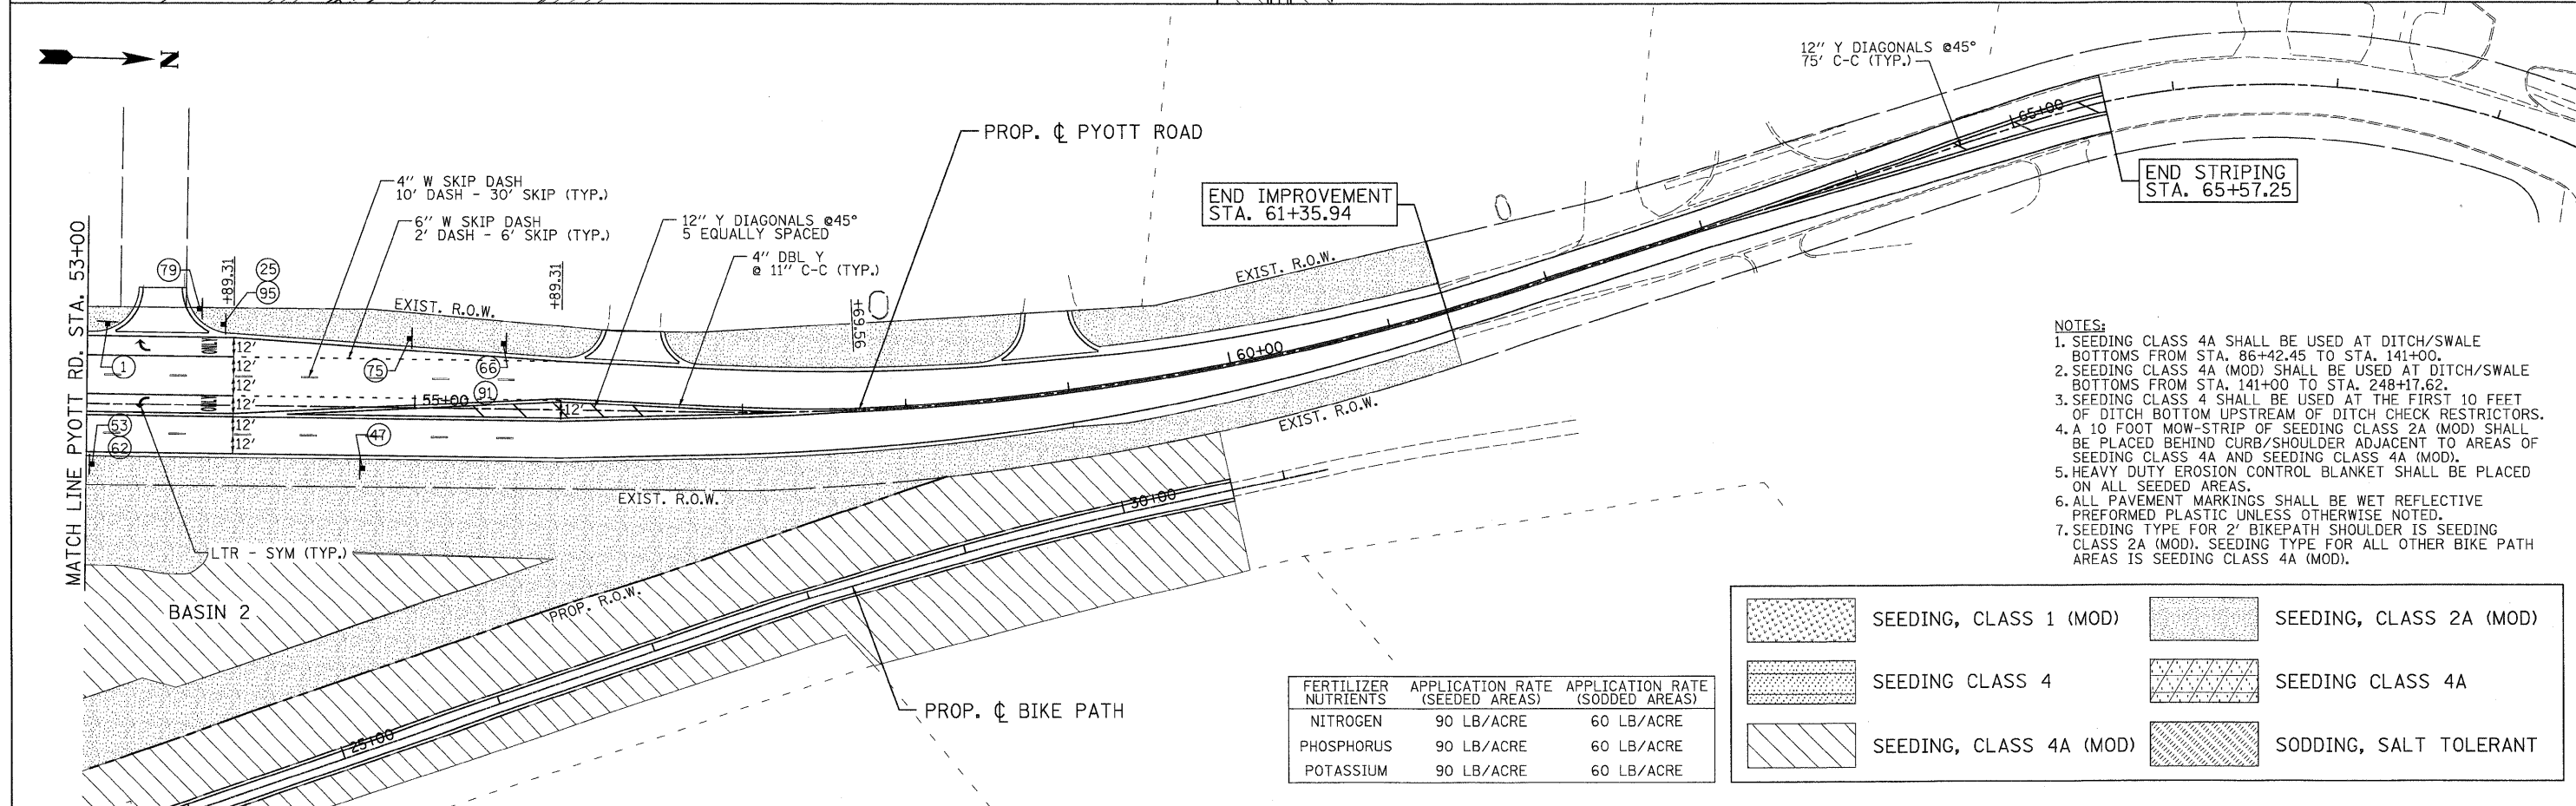 N
12" Y DIAGONALS @45°
75' C-C (TYP.)
PROP. ℄ PYOTT ROAD
65+00
END STRIPING
STA. 65+57.25
4" W SKIP DASH
10' DASH - 30' SKIP (TYP.)
6" W SKIP DASH
2' DASH - 6' SKIP (TYP.)
12" Y DIAGONALS @45°
5 EQUALLY SPACED
4" DBL Y
@ 11" C-C (TYP.)
END IMPROVEMENT
STA. 61+35.94
MATCH LINE PYOTT RD. STA. 53+00
79
+89.31
25
95
+89.31
+69.56
EXIST. R.O.W.
EXIST. R.O.W.
ONLY
12'
12'
12'
12'
12'
12'
ONLY
1
75
66
91
55+00
12'
60+00
53
62
47
EXIST. R.O.W.
EXIST. R.O.W.
30+00
LTR - SYM (TYP.)
BASIN 2
PROP. R.O.W.
25+00
PROP. ℄ BIKE PATH
NOTES:
1. SEEDING CLASS 4A SHALL BE USED AT DITCH/SWALE
BOTTOMS FROM STA. 86+42.45 TO STA. 141+00.
2. SEEDING CLASS 4A (MOD) SHALL BE USED AT DITCH/SWALE
BOTTOMS FROM STA. 141+00 TO STA. 248+17.62.
3. SEEDING CLASS 4 SHALL BE USED AT THE FIRST 10 FEET
OF DITCH BOTTOM UPSTREAM OF DITCH CHECK RESTRICTORS.
4. A 10 FOOT MOW-STRIP OF SEEDING CLASS 2A (MOD) SHALL
BE PLACED BEHIND CURB/SHOULDER ADJACENT TO AREAS OF
SEEDING CLASS 4A AND SEEDING CLASS 4A (MOD).
5. HEAVY DUTY EROSION CONTROL BLANKET SHALL BE PLACED
ON ALL SEEDED AREAS.
6. ALL PAVEMENT MARKINGS SHALL BE WET REFLECTIVE
PREFORMED PLASTIC UNLESS OTHERWISE NOTED.
7. SEEDING TYPE FOR 2' BIKEPATH SHOULDER IS SEEDING
CLASS 2A (MOD). SEEDING TYPE FOR ALL OTHER BIKE PATH
AREAS IS SEEDING CLASS 4A (MOD).
FERTILIZER NUTRIENTS APPLICATION RATE (SEEDED AREAS) APPLICATION RATE (SODDED AREAS)
NITROGEN 90 LB/ACRE 60 LB/ACRE
PHOSPHORUS 90 LB/ACRE 60 LB/ACRE
POTASSIUM 90 LB/ACRE 60 LB/ACRE
SEEDING, CLASS 1 (MOD) SEEDING, CLASS 2A (MOD)
SEEDING CLASS 4 SEEDING CLASS 4A
SEEDING, CLASS 4A (MOD) SODDING, SALT TOLERANT